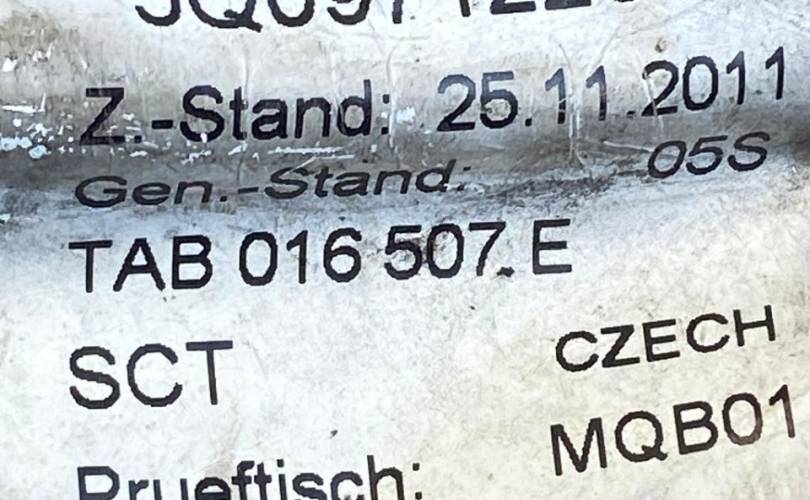 Z.-Stand: 25.11.2011
Gen.-Stand: 05S
TAB 016 507 E
SCT CZECH
MQB01
Prueftisch: